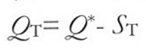 QT= Q*- ST